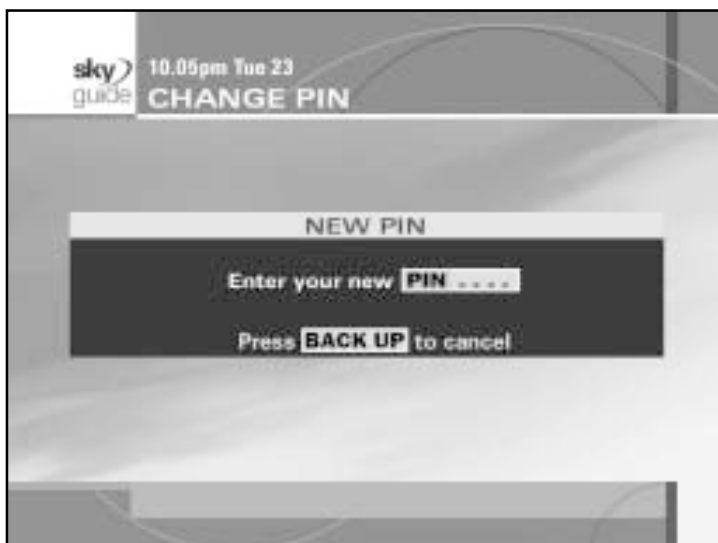 sky
guide
10.05pm Tue 23
CHANGE PIN
NEW PIN
Enter your new PIN ....
Press BACK UP to cancel